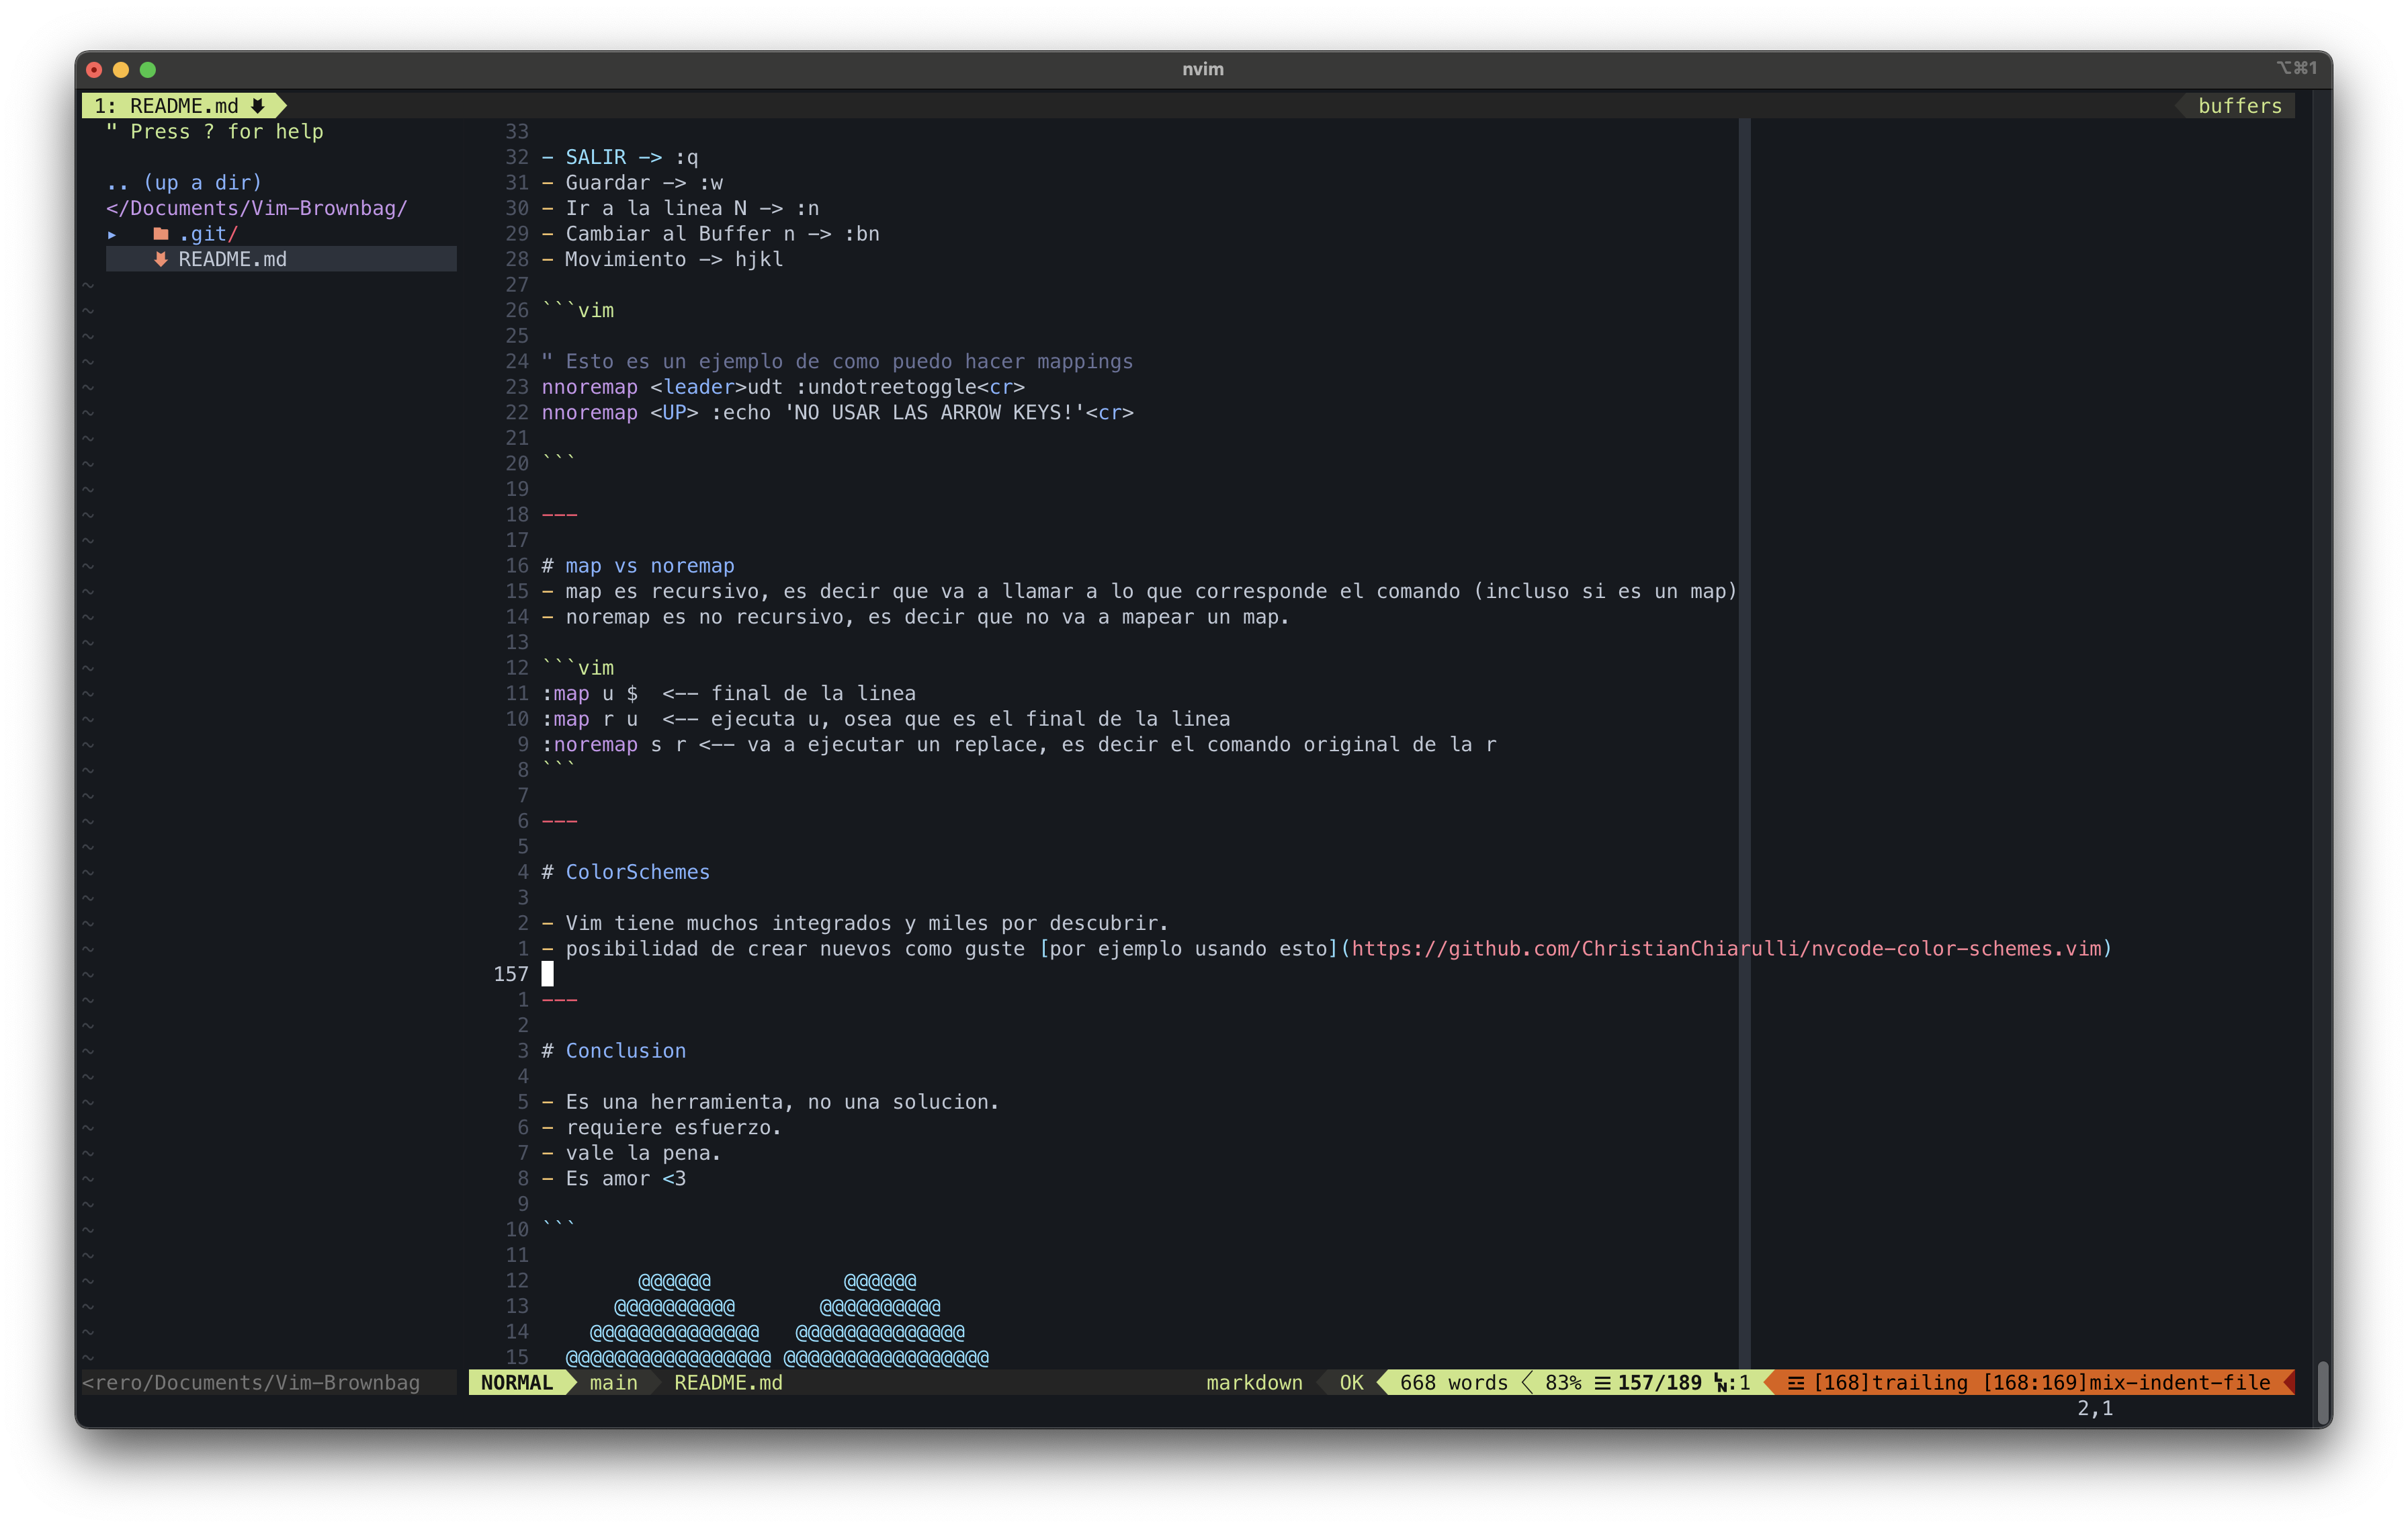 nvim
⌥⌘1
1: README.md
buffers
" Press ? for help
.. (up a dir)
</Documents/Vim-Brownbag/
▸ .git/
README.md
<rero/Documents/Vim-Brownbag
33
32 - SALIR -> :q
31 - Guardar -> :w
30 - Ir a la linea N -> :n
29 - Cambiar al Buffer n -> :bn
28 - Movimiento -> hjkl
27
26 ```vim
25
24 " Esto es un ejemplo de como puedo hacer mappings
23 nnoremap <leader>udt :undotreetoggle<cr>
22 nnoremap <UP> :echo 'NO USAR LAS ARROW KEYS!'<cr>
21
20 ```
19
18 ---
17
16 # map vs noremap
15 - map es recursivo, es decir que va a llamar a lo que corresponde el comando (incluso si es un map)
14 - noremap es no recursivo, es decir que no va a mapear un map.
13
12 ```vim
11 :map u $  <-- final de la linea
10 :map r u  <-- ejecuta u, osea que es el final de la linea
9 :noremap s r <-- va a ejecutar un replace, es decir el comando original de la r
8 ```
7
6 ---
5
4 # ColorSchemes
3
2 - Vim tiene muchos integrados y miles por descubrir.
1 - posibilidad de crear nuevos como guste [por ejemplo usando esto](https://github.com/ChristianChiarulli/nvcode-color-schemes.vim)
157
1 ---
2
3 # Conclusion
4
5 - Es una herramienta, no una solucion.
6 - requiere esfuerzo.
7 - vale la pena.
8 - Es amor <3
9
10 ```
11
12         @@@@@@           @@@@@@
13       @@@@@@@@@@       @@@@@@@@@@
14     @@@@@@@@@@@@@@   @@@@@@@@@@@@@@
15   @@@@@@@@@@@@@@@@@ @@@@@@@@@@@@@@@@@
NORMAL main README.md markdown OK 668 words 83% ☰ 157/189 :1 ☲ [168]trailing [168:169]mix-indent-file
2,1